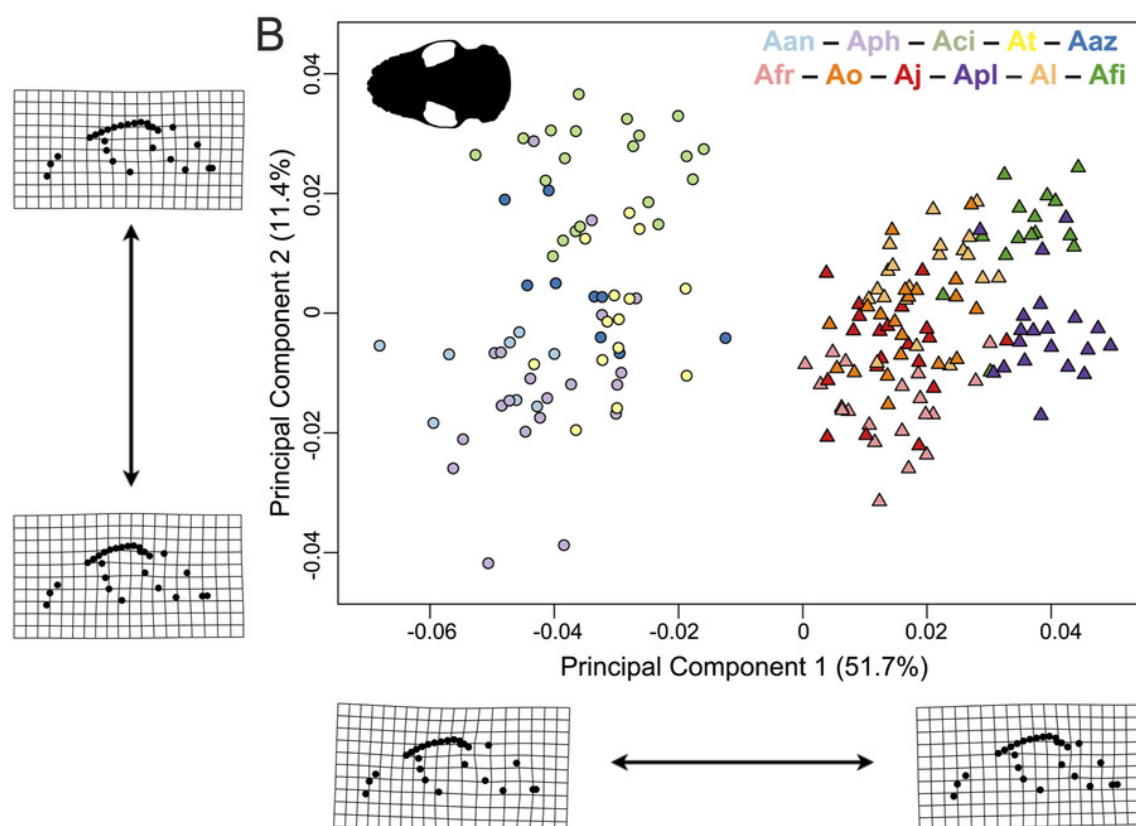 B
Aan – Aph – Aci – At – Aaz
Afr – Ao – Aj – Apl – Al – Afi
Principal Component 2 (11.4%)
0.04
0.02
0
-0.02
-0.04
-0.06 -0.04 -0.02 0 0.02 0.04
Principal Component 1 (51.7%)